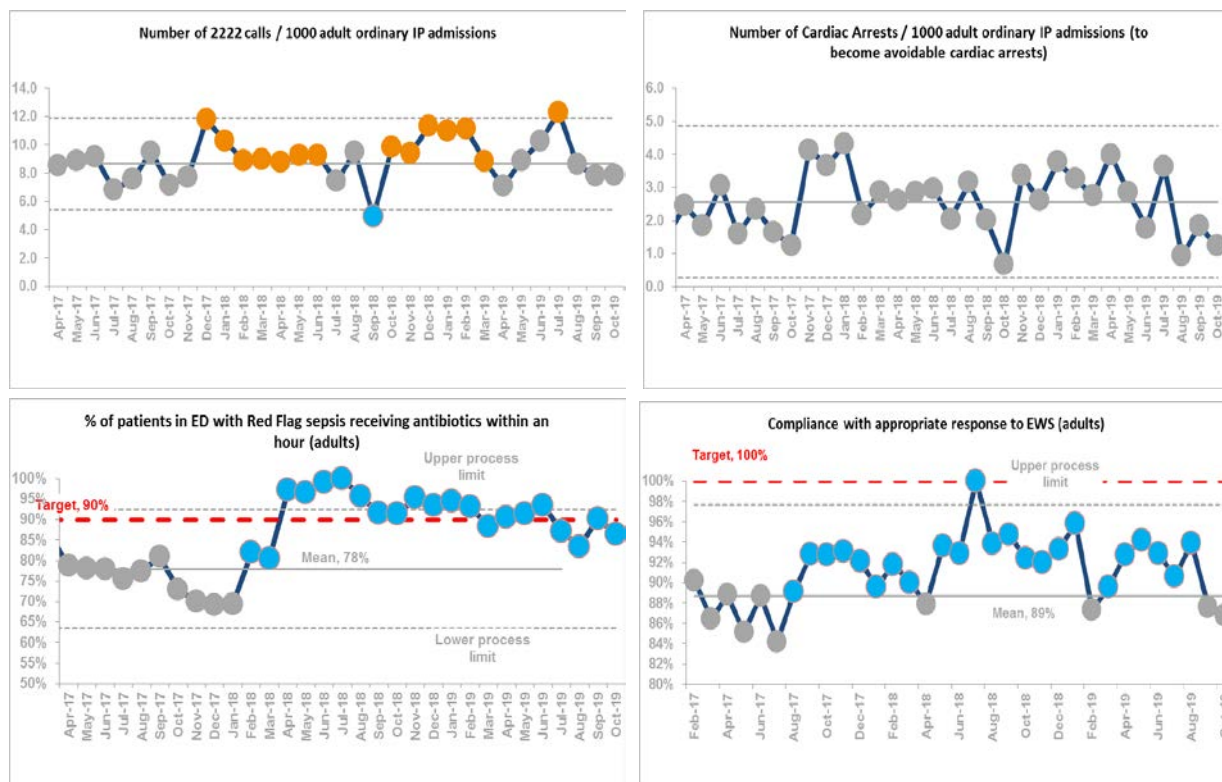 Number of 2222 calls / 1000 adult ordinary IP admissions
14.0
12.0
10.0
8.0
6.0
4.0
2.0
0.0
Apr-17
May-17
Jun-17
Jul-17
Aug-17
Sep-17
Oct-17
Nov-17
Dec-17
Jan-18
Feb-18
Mar-18
Apr-18
May-18
Jun-18
Jul-18
Aug-18
Sep-18
Oct-18
Nov-18
Dec-18
Jan-19
Feb-19
Mar-19
Apr-19
May-19
Jun-19
Jul-19
Aug-19
Sep-19
Oct-19
Number of Cardiac Arrests / 1000 adult ordinary IP admissions (to
become avoidable cardiac arrests)
6.0
5.0
4.0
3.0
2.0
1.0
0.0
Apr-17
May-17
Jun-17
Jul-17
Aug-17
Sep-17
Oct-17
Nov-17
Dec-17
Jan-18
Feb-18
Mar-18
Apr-18
May-18
Jun-18
Jul-18
Aug-18
Sep-18
Oct-18
Nov-18
Dec-18
Jan-19
Feb-19
Mar-19
Apr-19
May-19
Jun-19
Jul-19
Aug-19
Sep-19
Oct-19
% of patients in ED with Red Flag sepsis receiving antibiotics within an
hour (adults)
Upper process
limit
Target, 90%
Mean, 78%
Lower process
limit
100%
95%
90%
85%
80%
75%
70%
65%
60%
55%
50%
Apr-17
May-17
Jun-17
Jul-17
Aug-17
Sep-17
Oct-17
Nov-17
Dec-17
Jan-18
Feb-18
Mar-18
Apr-18
May-18
Jun-18
Jul-18
Aug-18
Sep-18
Oct-18
Nov-18
Dec-18
Jan-19
Feb-19
Mar-19
Apr-19
May-19
Jun-19
Jul-19
Aug-19
Sep-19
Oct-19
Compliance with appropriate response to EWS (adults)
Target, 100%
Upper process
limit
Mean, 89%
100%
98%
96%
94%
92%
90%
88%
86%
84%
82%
80%
Feb-17
Apr-17
Jun-17
Aug-17
Oct-17
Dec-17
Feb-18
Apr-18
Jun-18
Aug-18
Oct-18
Dec-18
Feb-19
Apr-19
Jun-19
Aug-19